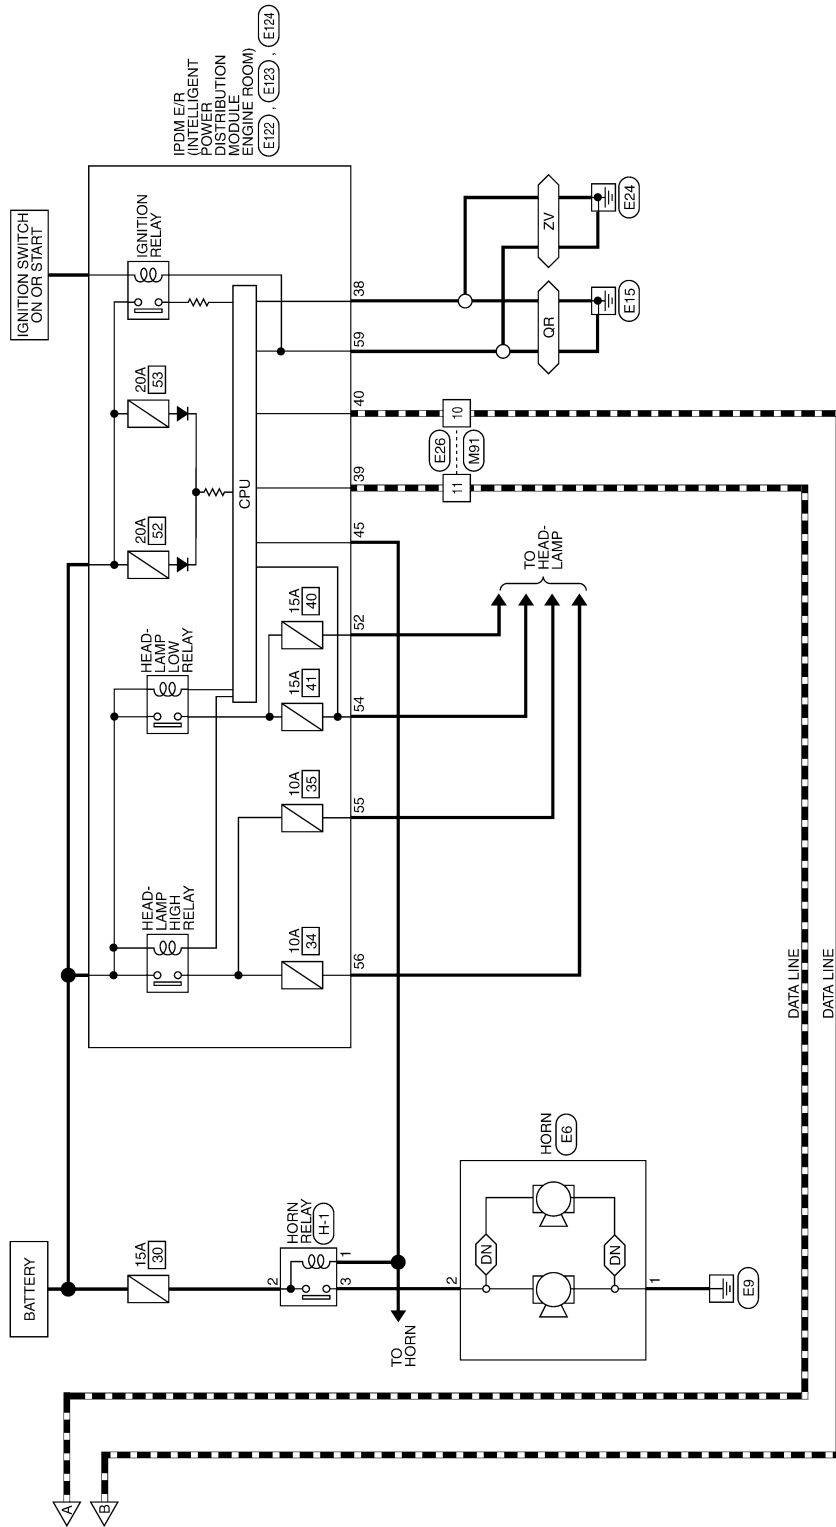 BATTERY
IGNITION SWITCH
ON OR START
IPDM E/R
(INTELLIGENT
POWER
DISTRIBUTION
MODULE
ENGINE ROOM)
E122 , E123 , E124
15A
30
HEAD-
LAMP
HIGH
RELAY
HEAD-
LAMP
LOW
RELAY
20A
52
20A
53
IGNITION
RELAY
CPU
10A
34
10A
35
15A
41
15A
40
56
55
54
52
45
39
40
59
38
HORN
RELAY
H-1
2
1
3
TO
HORN
TO
HEAD-
LAMP
11
10
E26
M91
QR
ZV
E15
E24
HORN
E6
2
DN
DN
1
E9
DATA LINE
DATA LINE
A
B